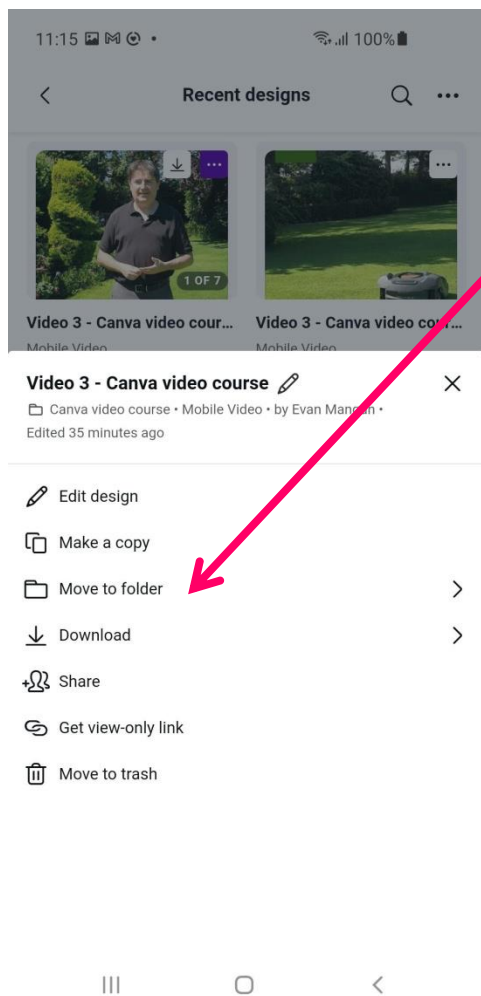 11:15 100%
Recent designs
1 OF 7
Video 3 - Canva video cour... Video 3 - Canva video cour...
Mobile Video Mobile Video
Video 3 - Canva video course
Canva video course • Mobile Video • by Evan Mangan •
Edited 35 minutes ago
Edit design
Make a copy
Move to folder
Download
Share
Get view-only link
Move to trash